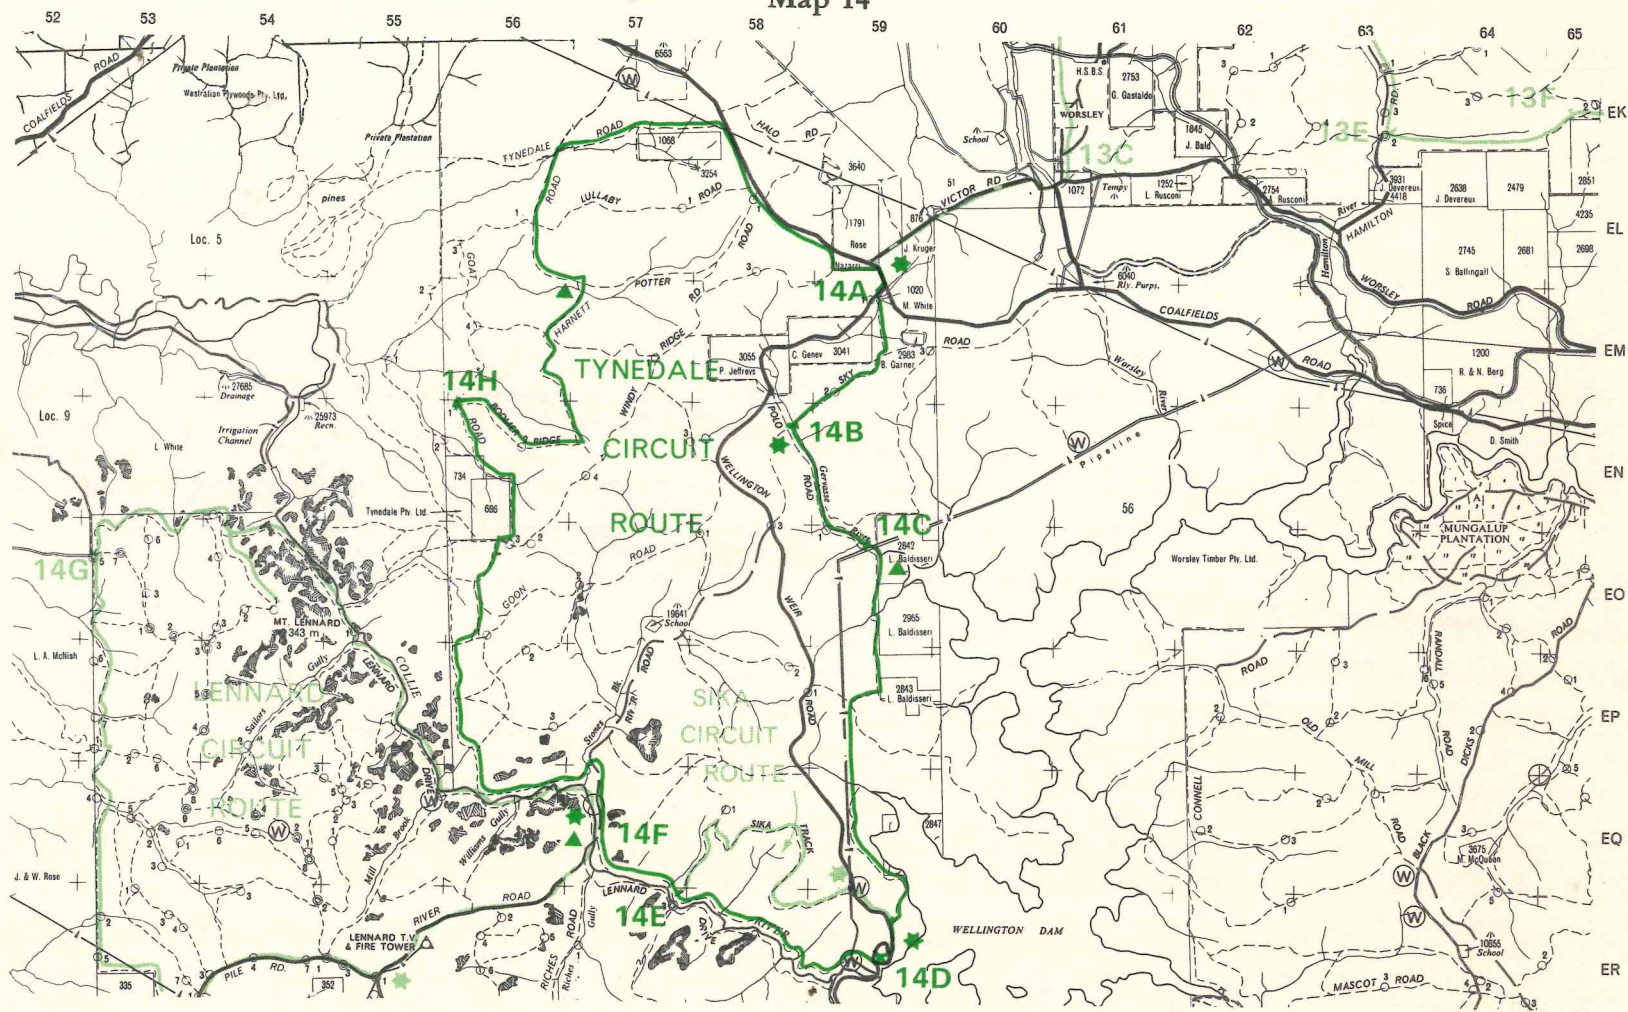 Map 14
52 53 54 55 56 57 58 59 60 61 62 63 64 65
COALFIELDS ROAD
Private Plantation
Westralian Plywoods Pty. Ltd.
Private Plantation
6563
W
H.S.B.S.
2753
G. Gastaldo
13F
EK
WORSLEY
School
13C
1845
J. Bald
13E
RD.
TYNEDALE ROAD
1068
3254
HALO RD
3640
LULLABY ROAD
ROAD
pines
Loc. 5
51
VICTOR RD
876
1072
Tempy
1252
L. Rusconi
2754
A. Rusconi
3931
J. Devereux
4418
2638
J. Devereux
2479
2851
4235
EL
1791
Rose
Nazarri
J. Kruger
River
HAMILTON
Hamilton
2745
S. Ballingall
2681
2698
GOAT
POTTER ROAD
HARNETT
14A
1020
M. White
6040
Rly. Purps.
WORSLEY ROAD
COALFIELDS ROAD
WINDY RIDGE RD
3055
P. Jeffreys
C. Genev
3041
2983
B. Garner
ROAD
EM
1200
R. & N. Berg
736
Spice
D. Smith
TYNEDALE
CIRCUIT
ROUTE
14H
BOOMER RIDGE
ROAD
27685
Drainage
25973
Recn.
Loc. 9
Irrigation
Channel
L White
SKY
POLO
14B
Worsley River
Pipeline
WELLINGTON
Gervasse
ROAD
River
EN
734
686
Tynedale Pty. Ltd.
14C
2842
L. Baldisseri
56
Worsley Timber Pty. Ltd.
MUNGALUP
PLANTATION
14G
GOON ROAD
19641
School
WEIR
2965
L. Baldisseri
EO
MT. LENNARD
343 m
L. A. McNish
Sailors Gully
LENNARD
COLLIE
LENNARD
CIRCUIT
ROUTE
ROAD
Stones Bk.
SIKA
CIRCUIT
ROUTE
2843
L. Baldisseri
ROAD
ROAD
RANDALL ROAD
ROAD
EP
OLD MILL ROAD
DICKS
BLACK
CONNELL
DRIVE
Mill Brook
Williams Gully
14F
SIKA TRACK
2847
3675
M. McQuan
EQ
J. & W. Rose
RIVER ROAD
LENNARD
DRIVE
14E
RIVER
LENNARD T.V.
& FIRE TOWER
RICHES ROAD
Riches Gully
WELLINGTON DAM
14D
10855
School
PILE RD.
335
352
MASCOT ROAD
ER